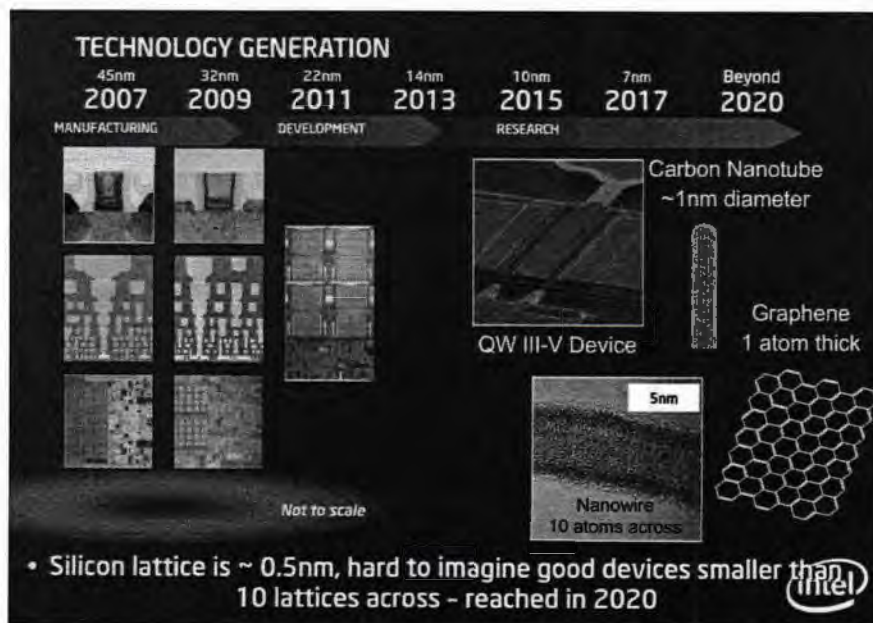 TECHNOLOGY GENERATION
45nm 32nm 22nm 14nm 10nm 7nm Beyond
2007 2009 2011 2013 2015 2017 2020
MANUFACTURING DEVELOPMENT RESEARCH
Carbon Nanotube
~1nm diameter
QW III-V Device
Graphene
1 atom thick
5nm
Nanowire
10 atoms across
Not to scale
• Silicon lattice is ~ 0.5nm, hard to imagine good devices smaller than
10 lattices across – reached in 2020
intel